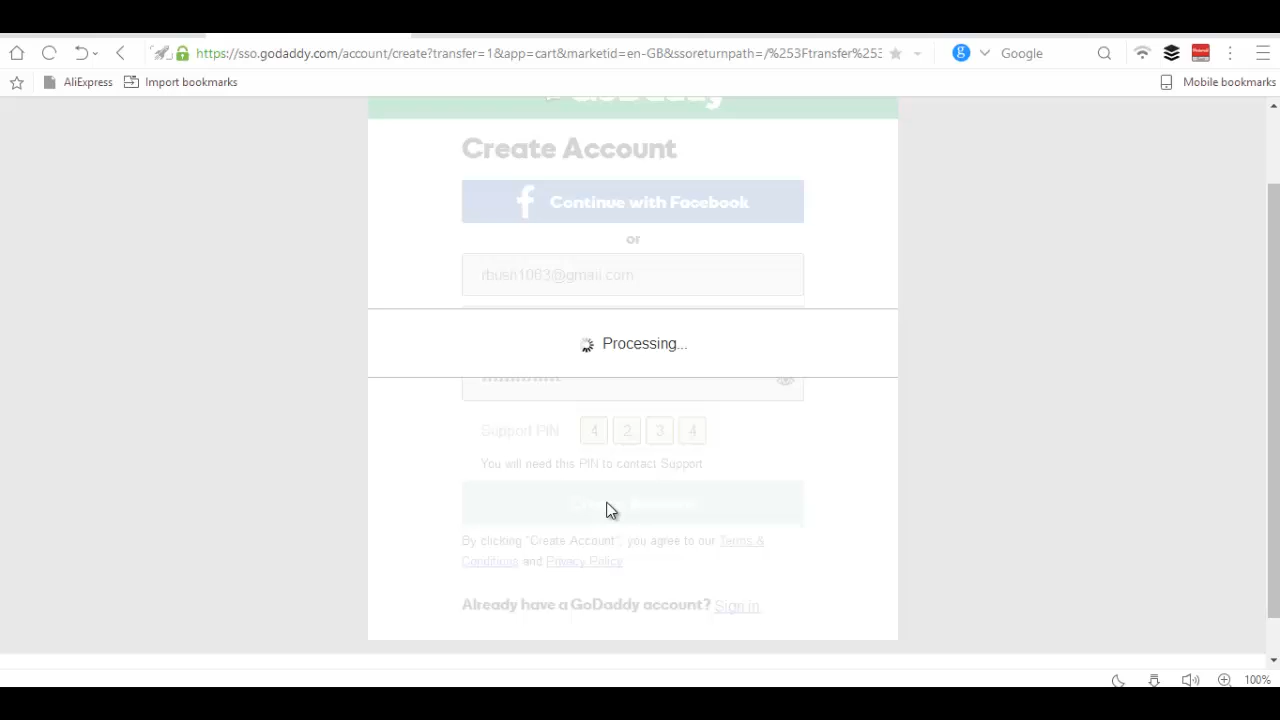 https://sso.godaddy.com/account/create?transfer=1&app=cart&marketid=en-GB&ssoreturnpath=/%253Ftransfer%253
Google
AliExpress
Import bookmarks
Mobile bookmarks
GoDaddy
Create Account
f Continue with Facebook
or
Processing...
Support PIN 4 2 3 4
You will need this PIN to contact Support
Create Account
By clicking "Create Account", you agree to our Terms &
Conditions and Privacy Policy
Already have a GoDaddy account? Sign in
100%